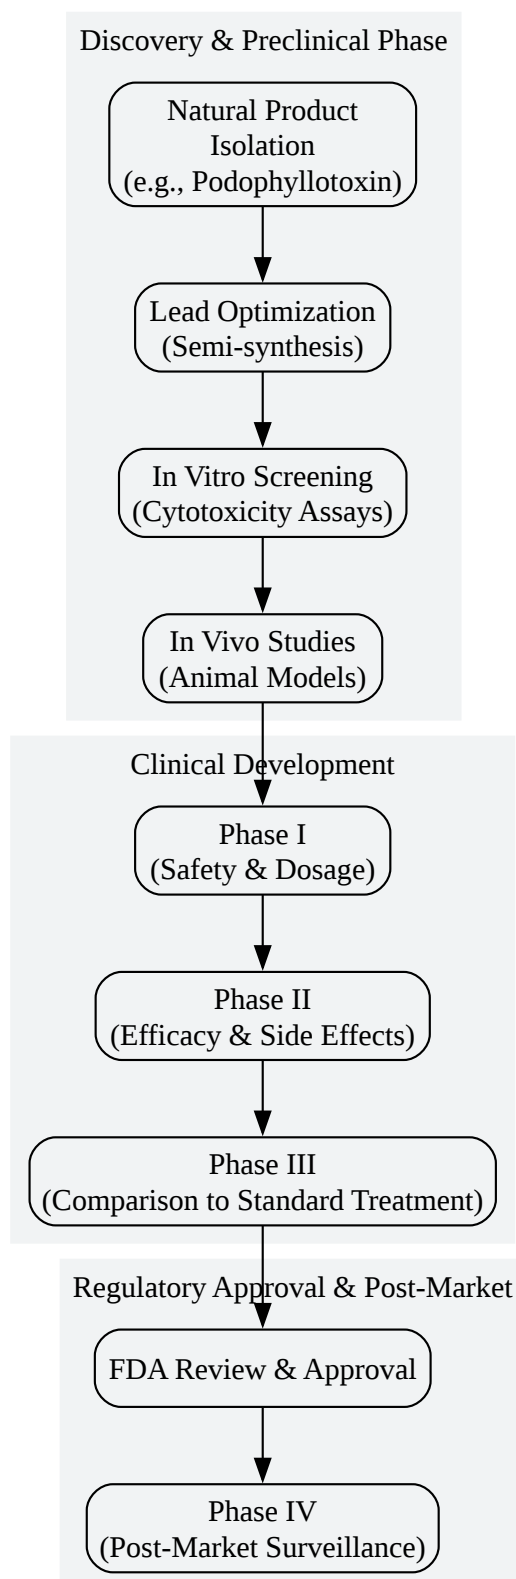 Discovery & Preclinical Phase
Natural Product
Isolation
(e.g., Podophyllotoxin)
Lead Optimization
(Semi-synthesis)
In Vitro Screening
(Cytotoxicity Assays)
In Vivo Studies
(Animal Models)
Clinical Development
Phase I
(Safety & Dosage)
Phase II
(Efficacy & Side Effects)
Phase III
(Comparison to Standard Treatment)
Regulatory Approval & Post-Market
FDA Review & Approval
Phase IV
(Post-Market Surveillance)